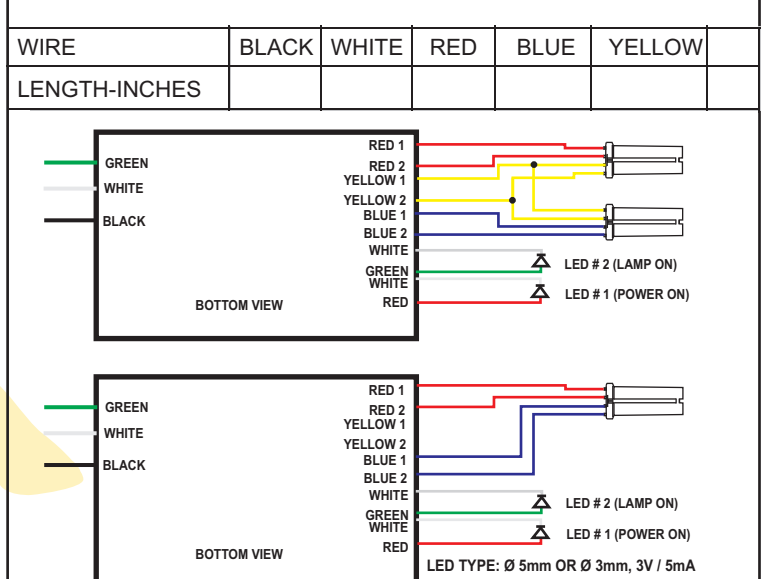 WIRE BLACK WHITE RED BLUE YELLOW
LENGTH-INCHES
GREEN
WHITE
BLACK
BOTTOM VIEW
RED 1
RED 2
YELLOW 1
YELLOW 2
BLUE 1
BLUE 2
WHITE
GREEN
WHITE
RED
LED # 2 (LAMP ON)
LED # 1 (POWER ON)
GREEN
WHITE
BLACK
BOTTOM VIEW
RED 1
RED 2
YELLOW 1
YELLOW 2
BLUE 1
BLUE 2
WHITE
GREEN
WHITE
RED
LED # 2 (LAMP ON)
LED # 1 (POWER ON)
LED TYPE: Ø 5mm OR Ø 3mm, 3V / 5mA